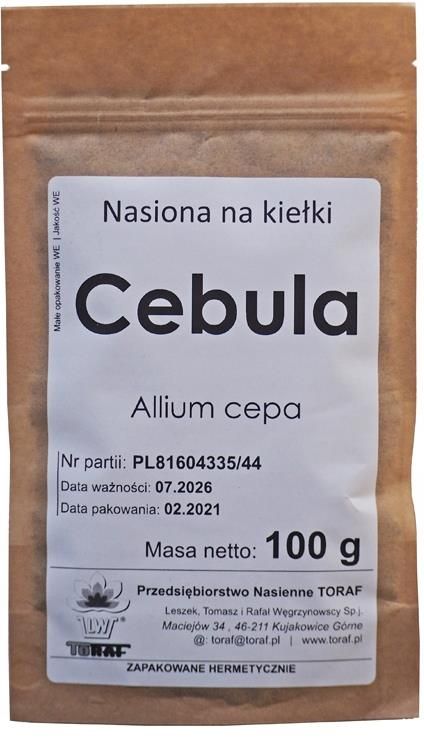 Nasiona na kiełki
Małe opakowanie WE | Jakość WE
Cebula
Allium cepa
Nr partii: PL81604335/44
Data ważności: 07.2026
Data pakowania: 02.2021
Masa netto: 100 g
Przedsiębiorstwo Nasienne TORAF
Leszek, Tomasz i Rafał Węgrzynowscy Sp.j.
Maciejów 34 , 46-211 Kujakowice Górne
@: toraf@toraf.pl | www.toraf.pl
LW
TORAF
ZAPAKOWANE HERMETYCZNIE